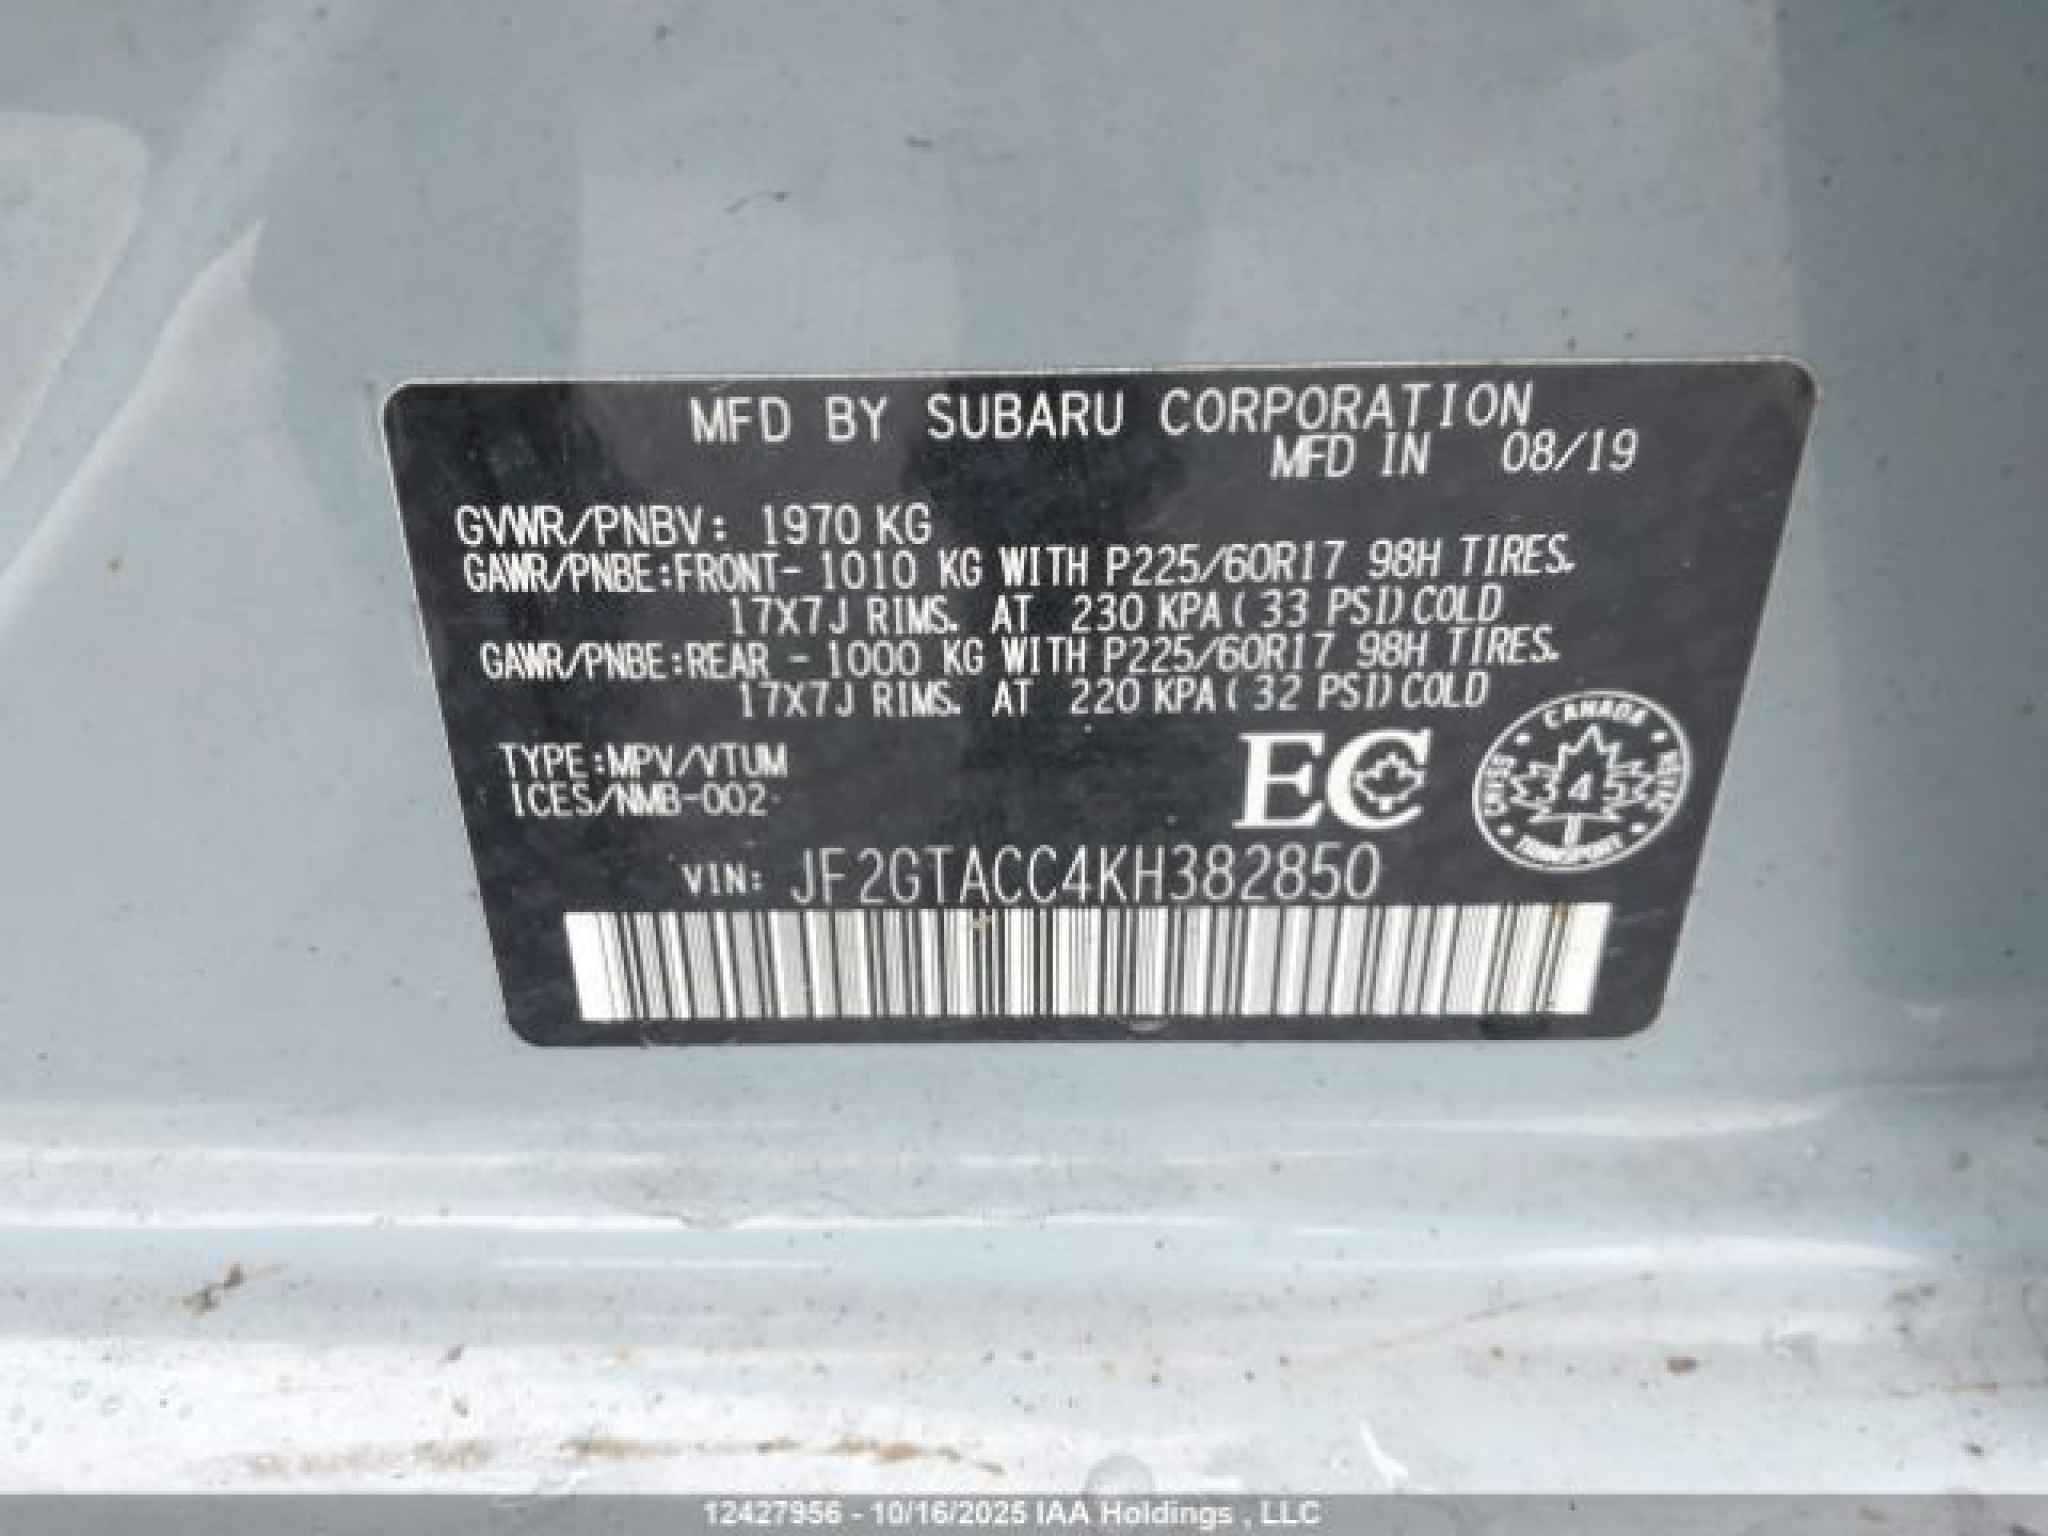 MFD BY SUBARU CORPORATION
MFD IN 08/19
GVWR/PNBV: 1970 KG
GAWR/PNBE:FRONT- 1010 KG WITH P225/60R17 98H TIRES.
17X7J RIMS. AT 230 KPA(33 PSI)COLD
GAWR/PNBE:REAR - 1000 KG WITH P225/60R17 98H TIRES.
17X7J RIMS. AT 220 KPA(32 PSI)COLD
TYPE:MPV/VTUM
ICES/NMB-002
EC
CANADA
345
TRANSPORT
VIN: JF2GTACC4KH382850
12427956 - 10/16/2025 IAA Holdings , LLC